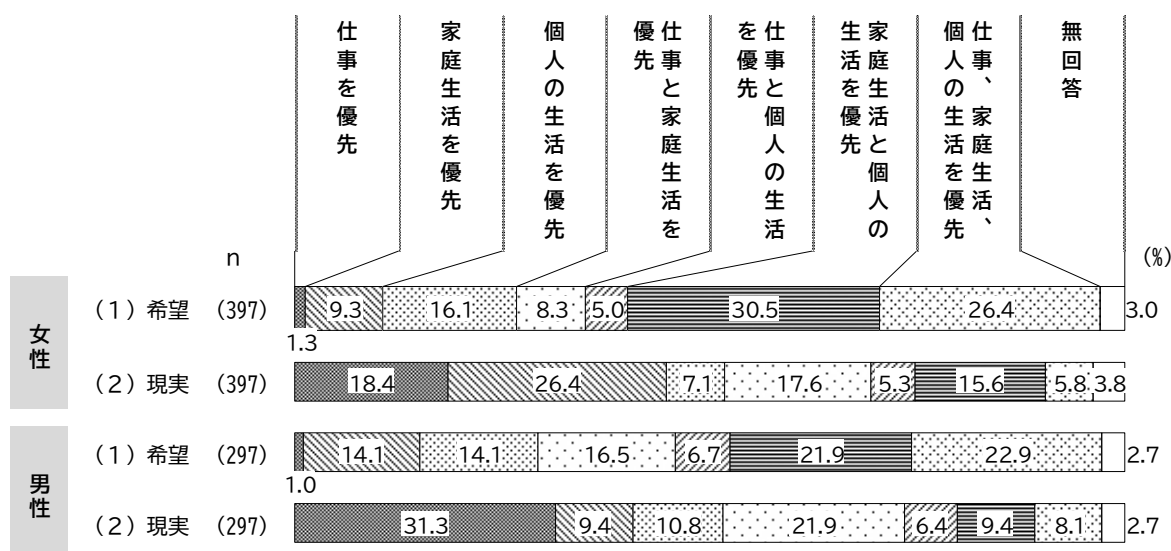 仕事を優先
家庭生活を優先
個人の生活を優先
仕事と家庭生活を
優先
仕事と個人の生活
を優先
家庭生活と個人の
生活を優先
仕事、家庭生活、
個人の生活を優先
無回答
n
(%)
女性
(1)希望 (397) 9.3 16.1 8.3 5.0 30.5 26.4 3.0
1.3
(2)現実 (397) 18.4 26.4 7.1 17.6 5.3 15.6 5.8 3.8
男性
(1)希望 (297) 14.1 14.1 16.5 6.7 21.9 22.9 2.7
1.0
(2)現実 (297) 31.3 9.4 10.8 21.9 6.4 9.4 8.1 2.7